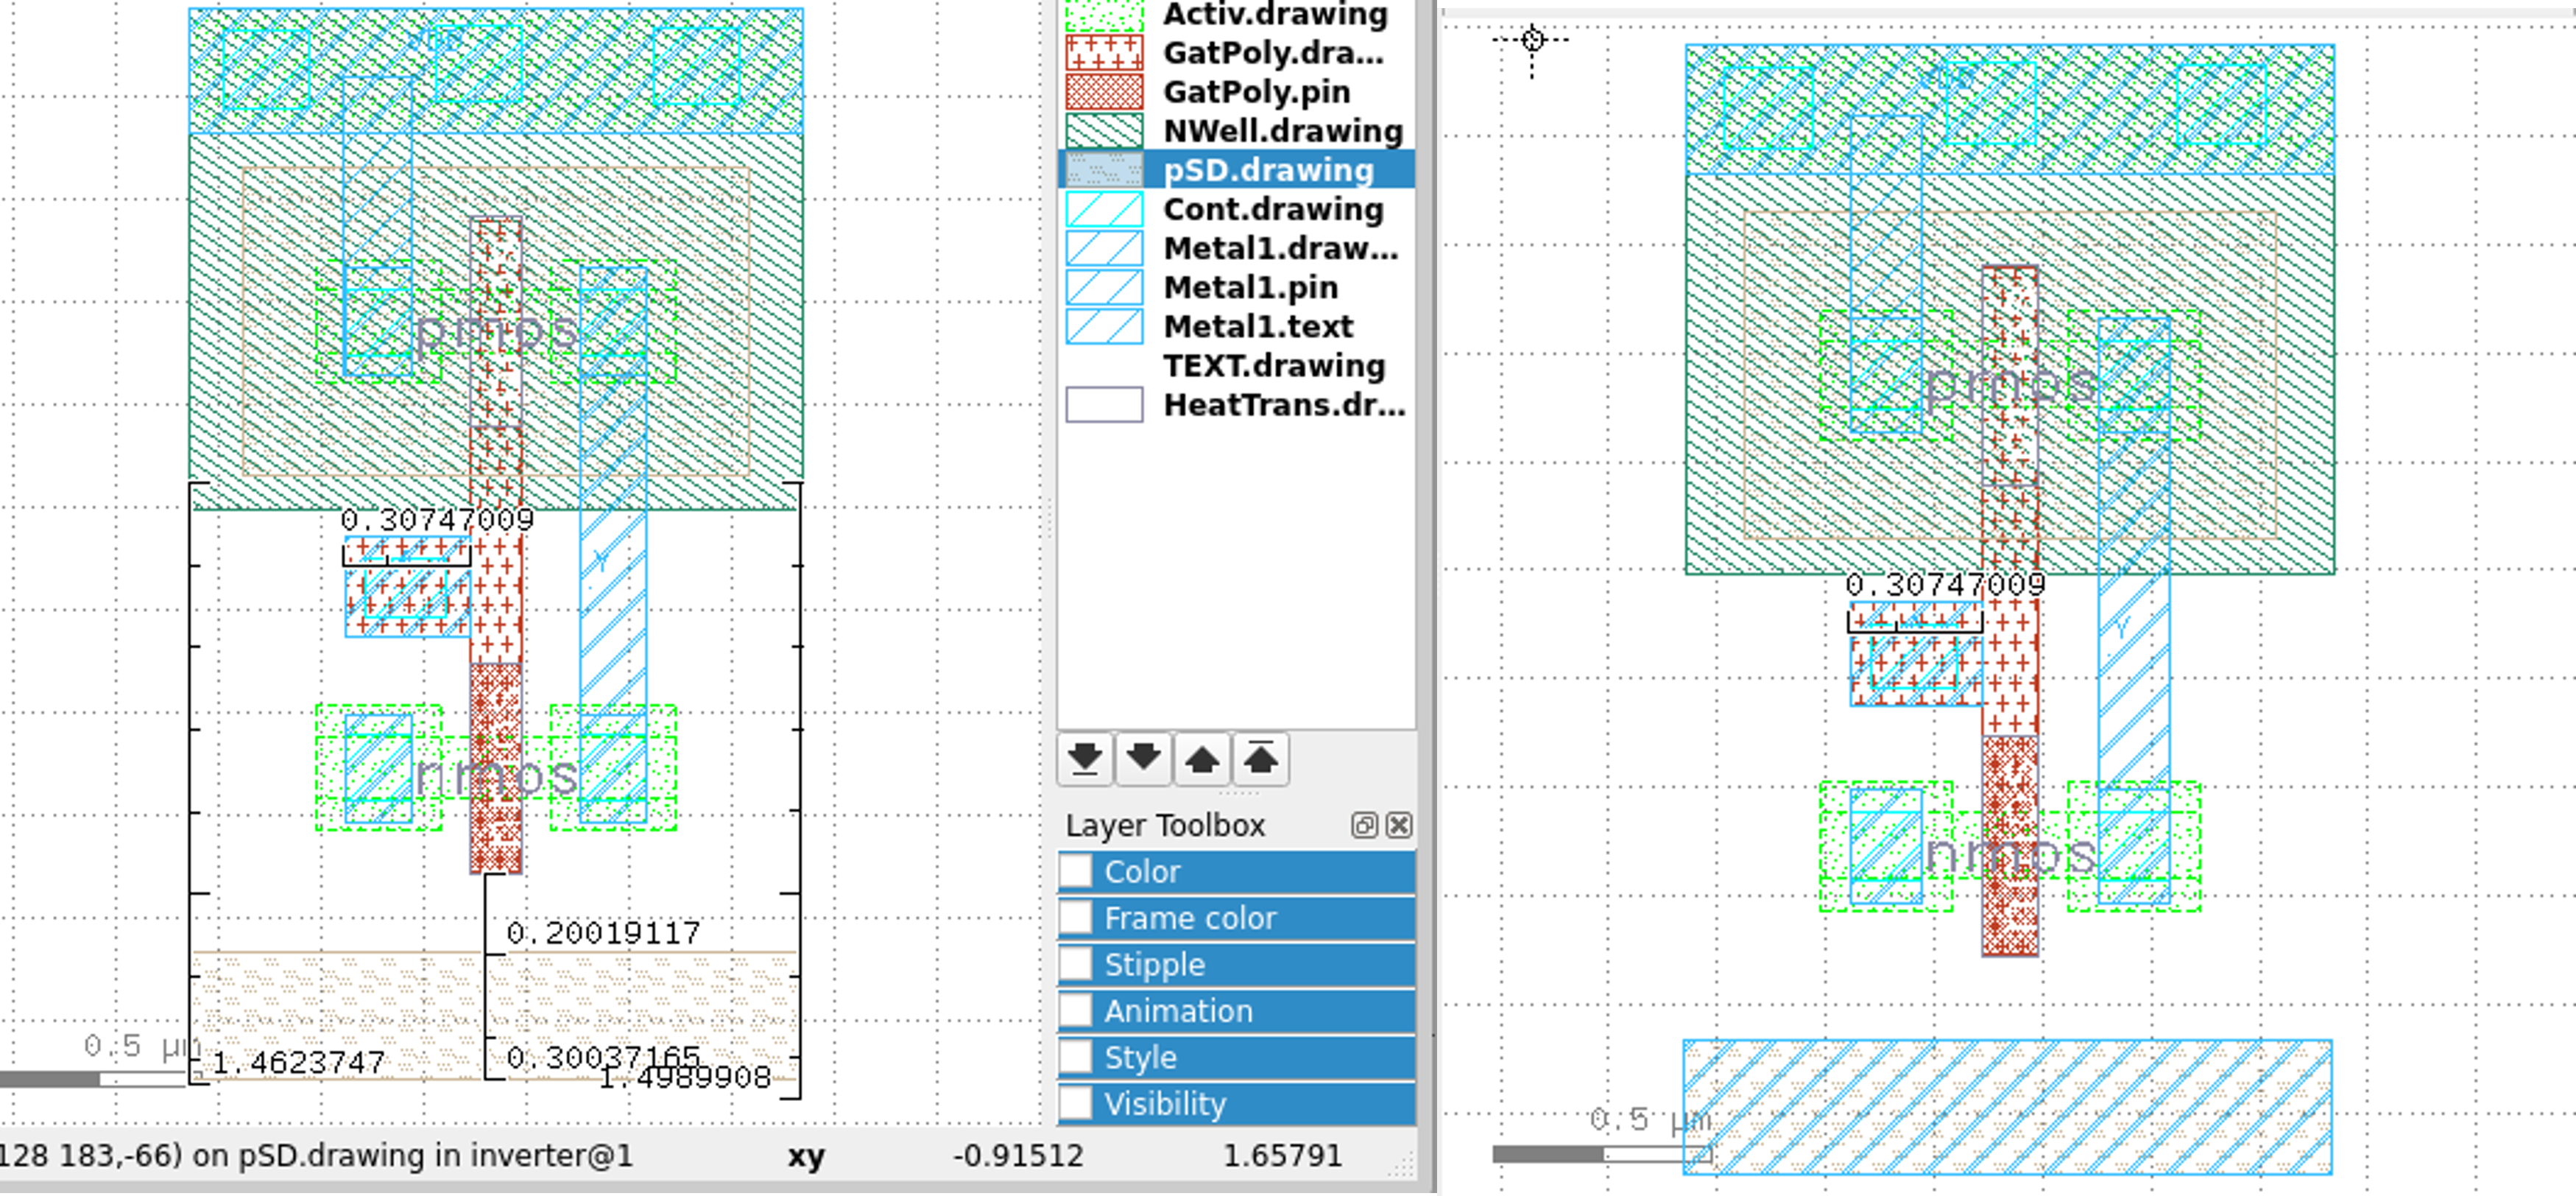 Activ.drawing
GatPoly.dra...
GatPoly.pin
NWell.drawing
pSD.drawing
Cont.drawing
Metal1.draw...
Metal1.pin
Metal1.text
TEXT.drawing
HeatTrans.dr...
pmos
0.30747009
Y
nmos
0.20019117
0.5 µm
1.4623747
0.30037165
1.4989908
Layer Toolbox
Color
Frame color
Stipple
Animation
Style
Visibility
128 183,-66) on pSD.drawing in inverter@1
xy
-0.91512
1.65791
pmos
0.30747009
Y
nmos
0.5 µm